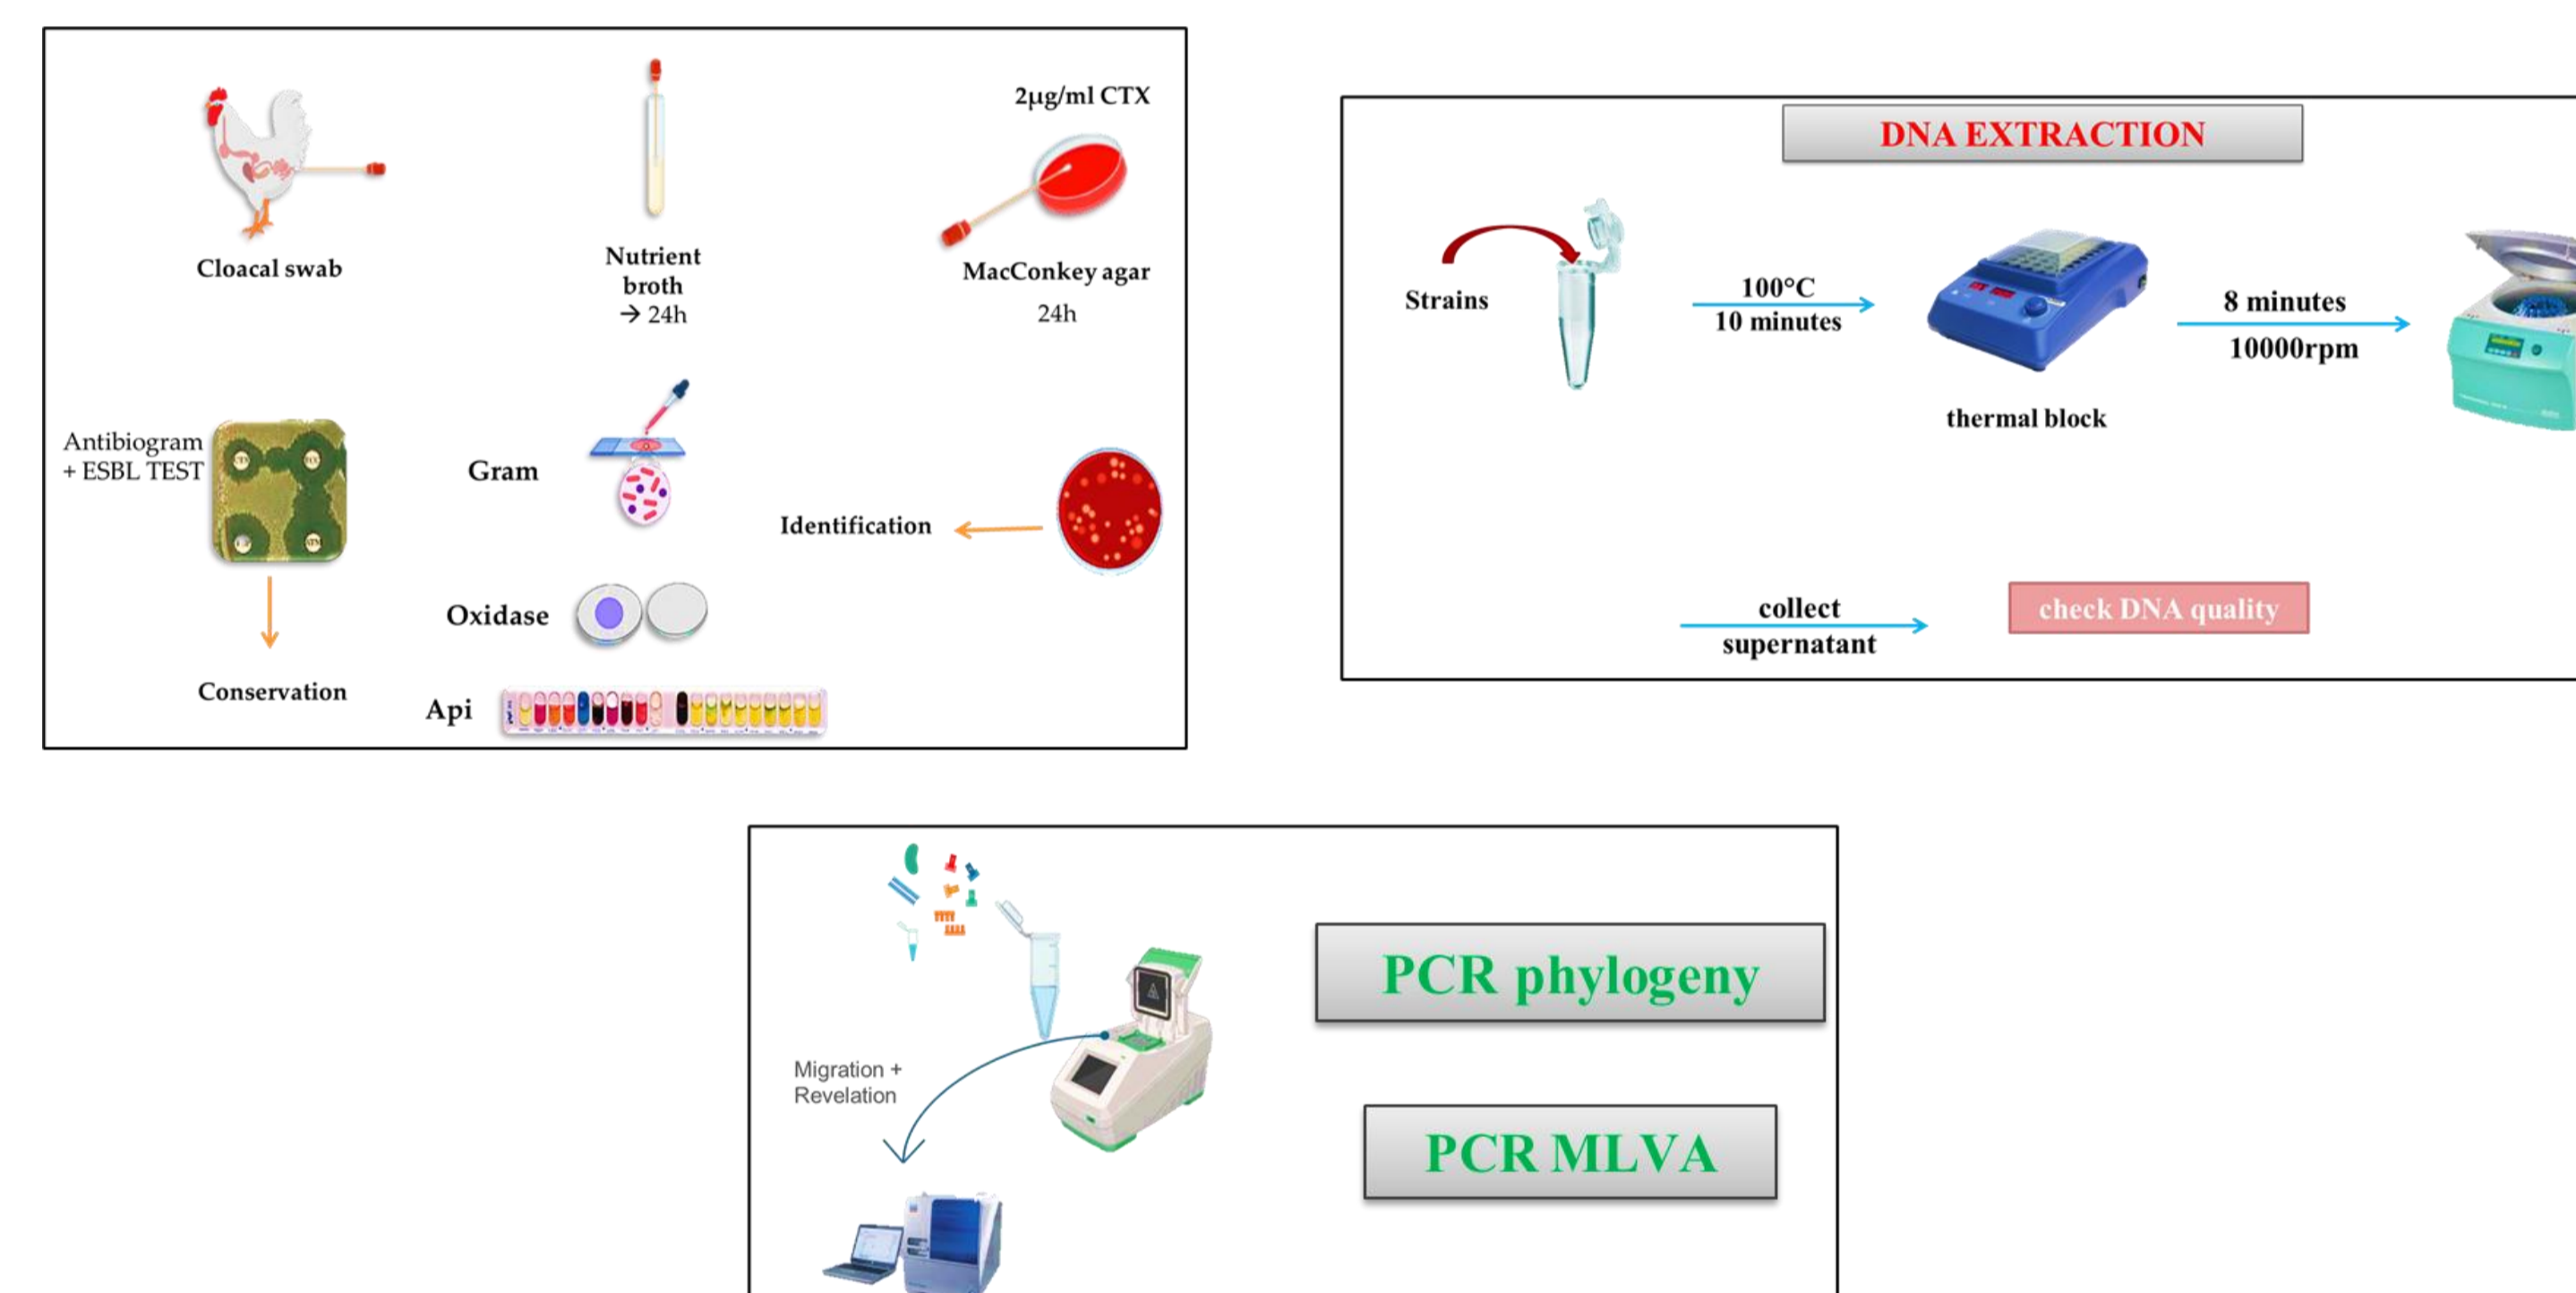 2µg/ml CTX
Cloacal swab
Nutrient
broth
→ 24h
MacConkey agar
24h
Antibiogram
+ ESBL TEST
Gram
Identification
Oxidase
Conservation
Api
DNA EXTRACTION
Strains
100°C
10 minutes
8 minutes
10000rpm
thermal block
collect
supernatant
check DNA quality
PCR phylogeny
Migration +
Revelation
PCR MLVA